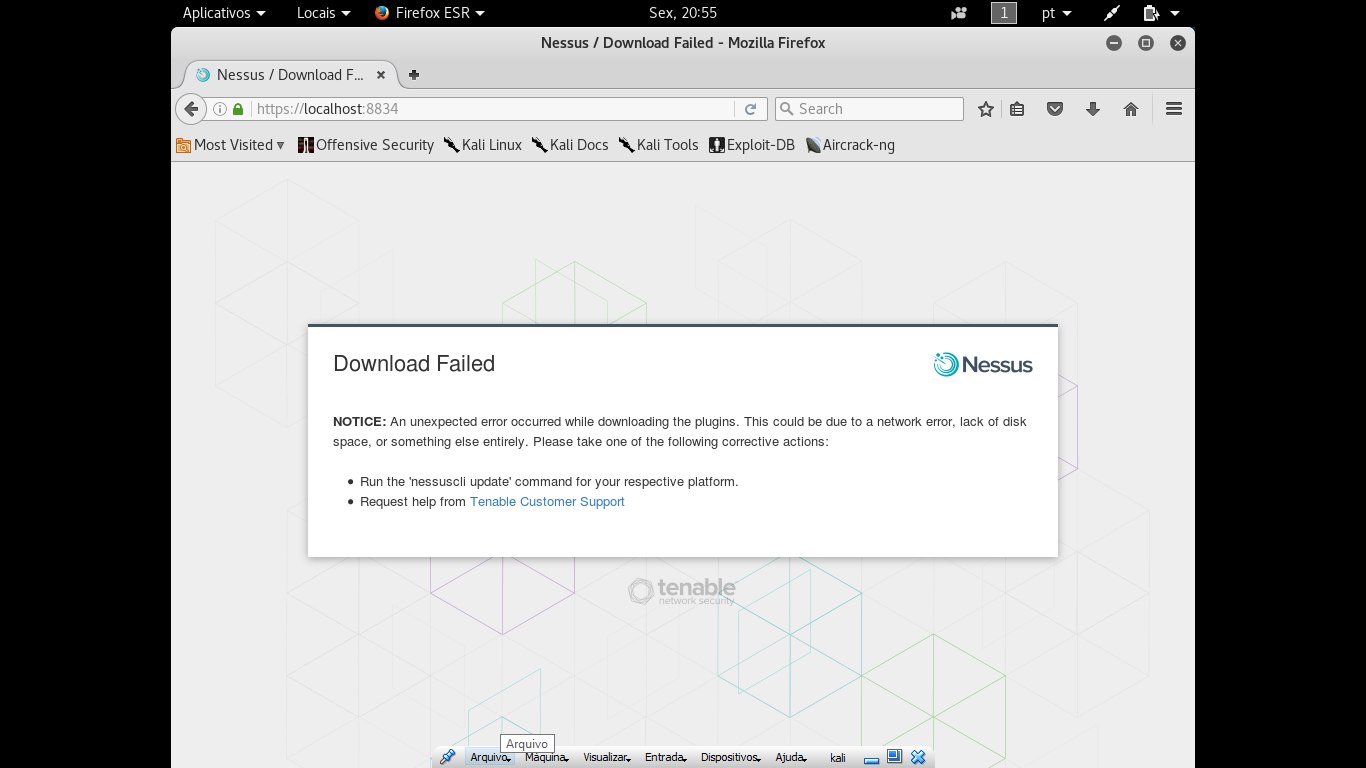 Aplicativos Locais Firefox ESR Sex, 20:55 1 pt
Nessus / Download Failed - Mozilla Firefox
Nessus / Download F...
https://localhost:8834 Search
Most Visited Offensive Security Kali Linux Kali Docs Kali Tools Exploit-DB Aircrack-ng
Download Failed Nessus
NOTICE: An unexpected error occurred while downloading the plugins. This could be due to a network error, lack of disk
space, or something else entirely. Please take one of the following corrective actions:
• Run the 'nessuscli update' command for your respective platform.
• Request help from Tenable Customer Support
tenable
network security
Arquivo
Arquivo Máquina Visualizar Entrada Dispositivos Ajuda kali